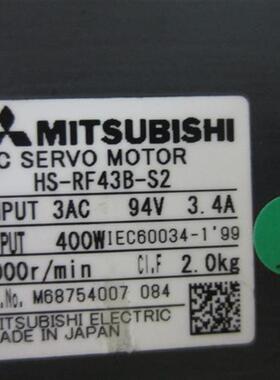 MITSUBISHI
C SERVO MOTOR
HS-RF43B-S2
PUT 3AC 94V 3.4A
PUT 400W IEC60034-1'99
000r/min CI.F 2.0kg
.No. M68754007 084
ITSUBISHI ELECTRIC
ADE IN JAPAN